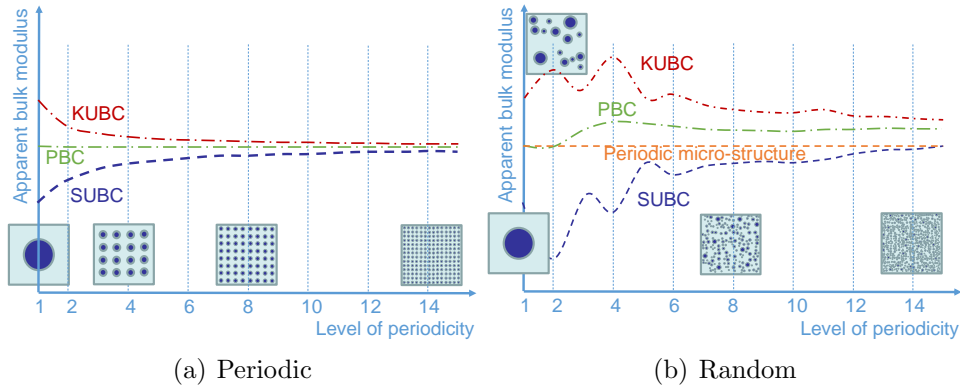 Apparent bulk modulus
KUBC
PBC
SUBC
1 2 4 6 8 10 12 14
Level of periodicity
(a) Periodic
Apparent bulk modulus
KUBC
PBC
Periodic micro-structure
SUBC
1 2 4 6 8 10 12 14
Level of periodicity
(b) Random